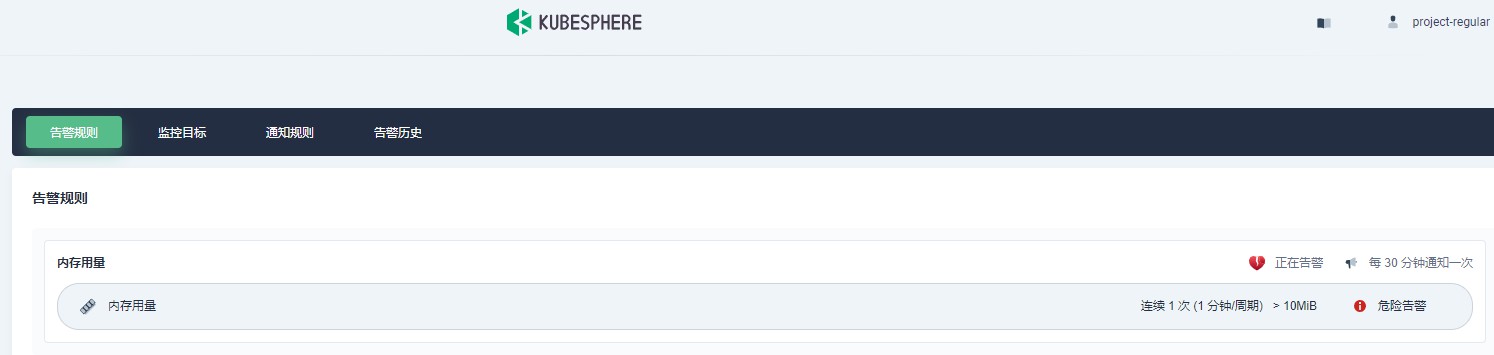 KUBESPHERE
project-regular
告警规则 监控目标 通知规则 告警历史
告警规则
内存用量 正在告警 每 30 分钟通知一次
内存用量 连续 1 次 (1 分钟/周期) > 10MiB 危险告警